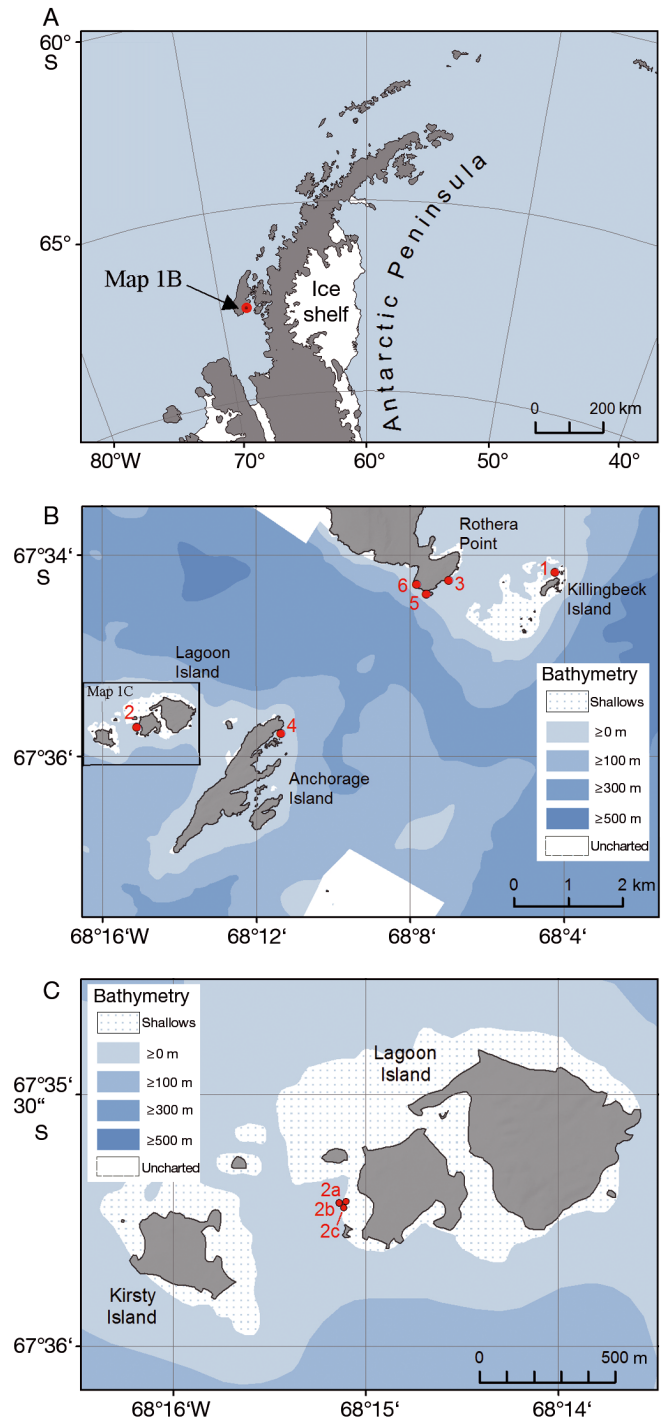 A
60°
S
65°
Map 1B
Ice
shelf
Antarctic Peninsula
0 200 km
80°W 70° 60° 50° 40°
B
67°34‘
S
Rothera
Point
6 3 1
5
Killingbeck
Island
Lagoon
Island
Map 1C
2
4
67°36‘
Anchorage
Island
Bathymetry
Shallows
≥0 m
≥100 m
≥300 m
≥500 m
Uncharted
0 1 2 km
68°16‘W 68°12‘ 68°8‘ 68°4‘
C
Bathymetry
Shallows
≥0 m
≥100 m
≥300 m
≥500 m
Uncharted
Lagoon
Island
67°35‘
30“
S
2a
2b
2c
Kirsty
Island
67°36‘
0 500 m
68°16‘ 68°15‘ 68°14‘